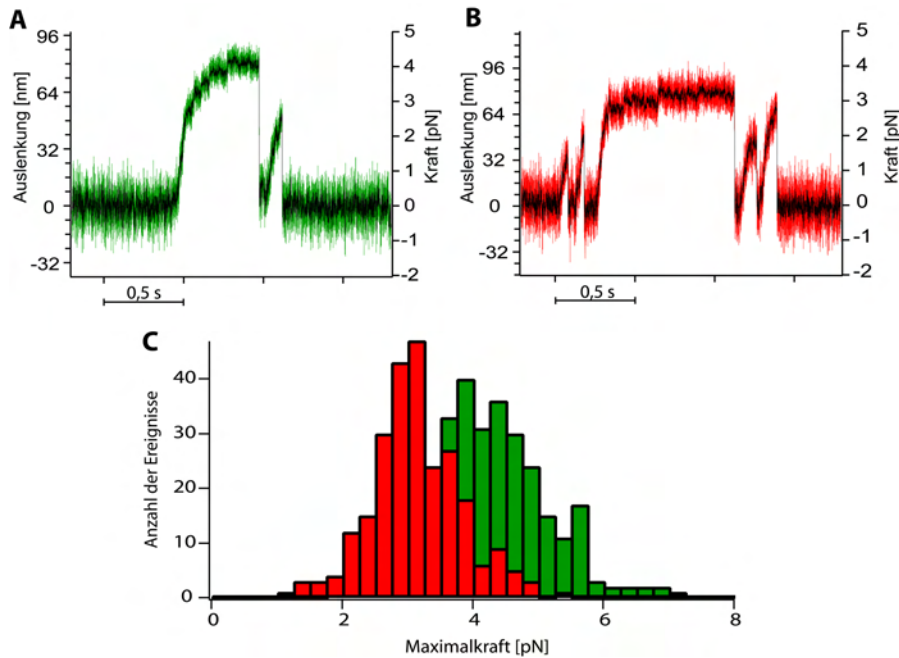 A
Auslenkung [nm]
96
64
32
0
-32
5
4
3
2
1
0
-1
-2
Kraft [pN]
0,5 s
B
Auslenkung [nm]
96
64
32
0
-32
5
4
3
2
1
0
-1
-2
Kraft [pN]
0,5 s
C
Anzahl der Ereignisse
40
30
20
10
0
0 2 4 6 8
Maximalkraft [pN]